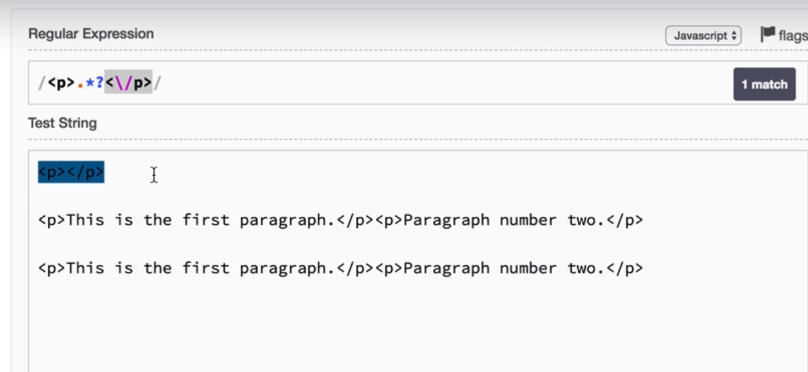 Regular Expression
Javascript flags
/<p>.*?<\/p>/
1 match
Test String
<p></p>
<p>This is the first paragraph.</p><p>Paragraph number two.</p>
<p>This is the first paragraph.</p><p>Paragraph number two.</p>